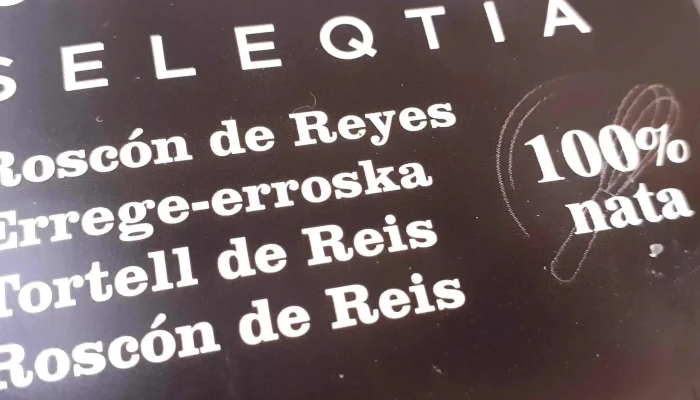 SELEQTIA
Roscón de Reyes
Errege-erroska
Tortell de Reis
Roscón de Reis
100%
nata